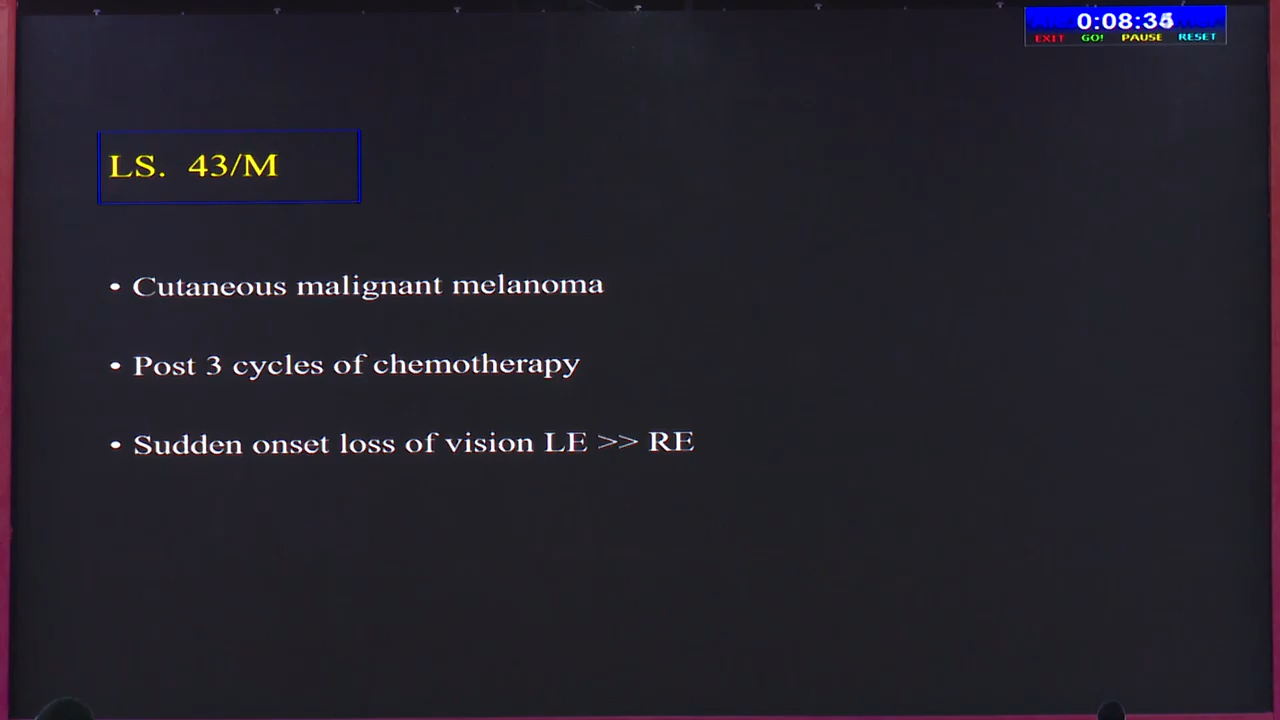 0:08:3
EXIT GO! PAUSE RESET
LS. 43/M
• Cutaneous malignant melanoma
• Post 3 cycles of chemotherapy
• Sudden onset loss of vision LE >> RE